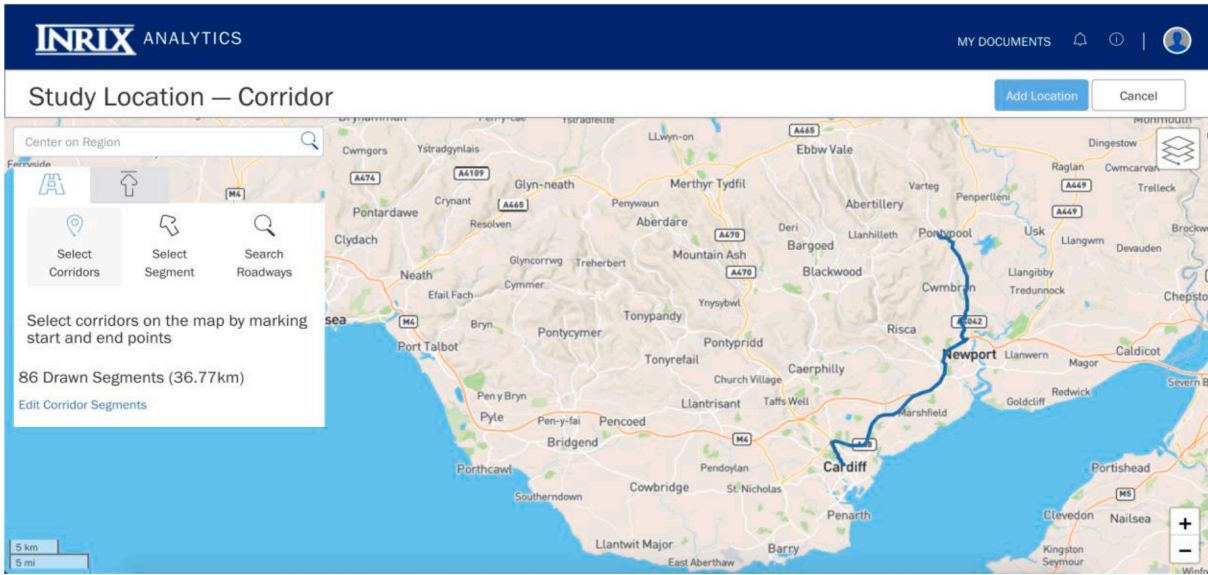 INRIX ANALYTICS
MY DOCUMENTS
Study Location — Corridor
Add Location
Cancel
Center on Region
Select
Corridors
Select
Segment
Search
Roadways
Select corridors on the map by marking
start and end points
86 Drawn Segments (36.77km)
Edit Corridor Segments
5 km
5 mi
Ystradfellte
LLwyn-on
A465
Ebbw Vale
Monmouth
Dingestow
Cwmgors
Ystradgynlais
Ferryside
Raglan
Cwmcarvan
A474
A4109
Glyn-neath
Merthyr Tydfil
Varteg
A449
Trelleck
M4
Crynant
A465
Penywaun
Abertillery
Penperlleni
Pontardawe
Resolven
Aberdare
A449
Clydach
A470
Deri
Llanhilleth
Pontypool
Usk
Llangwm
Devauden
Bargoed
Glyncorrwg
Treherbert
Mountain Ash
Neath
A470
Blackwood
Llangibby
Cymmer
Cwmbran
Tredunnock
Efail Fach
Ynysybwl
Chepsto
sea
M4
Bryn
Tonypandy
Risca
Pontycymer
Port Talbot
Pontypridd
Newport
Llanwern
Caldicot
Tonyrefail
Magor
Caerphilly
Church Village
Severn B
Pen y Bryn
Llantrisant
Taffs Well
Redwick
Goldcliff
Pyle
Pen-y-fai
Pencoed
Marshfield
M4
Bridgend
Porthcawl
Pendoylan
Cardiff
Portishead
Cowbridge
St. Nicholas
Southerndown
M5
Penarth
Clevedon
Nailsea
+
−
Llantwit Major
Barry
Kingston
Seymour
East Aberthaw